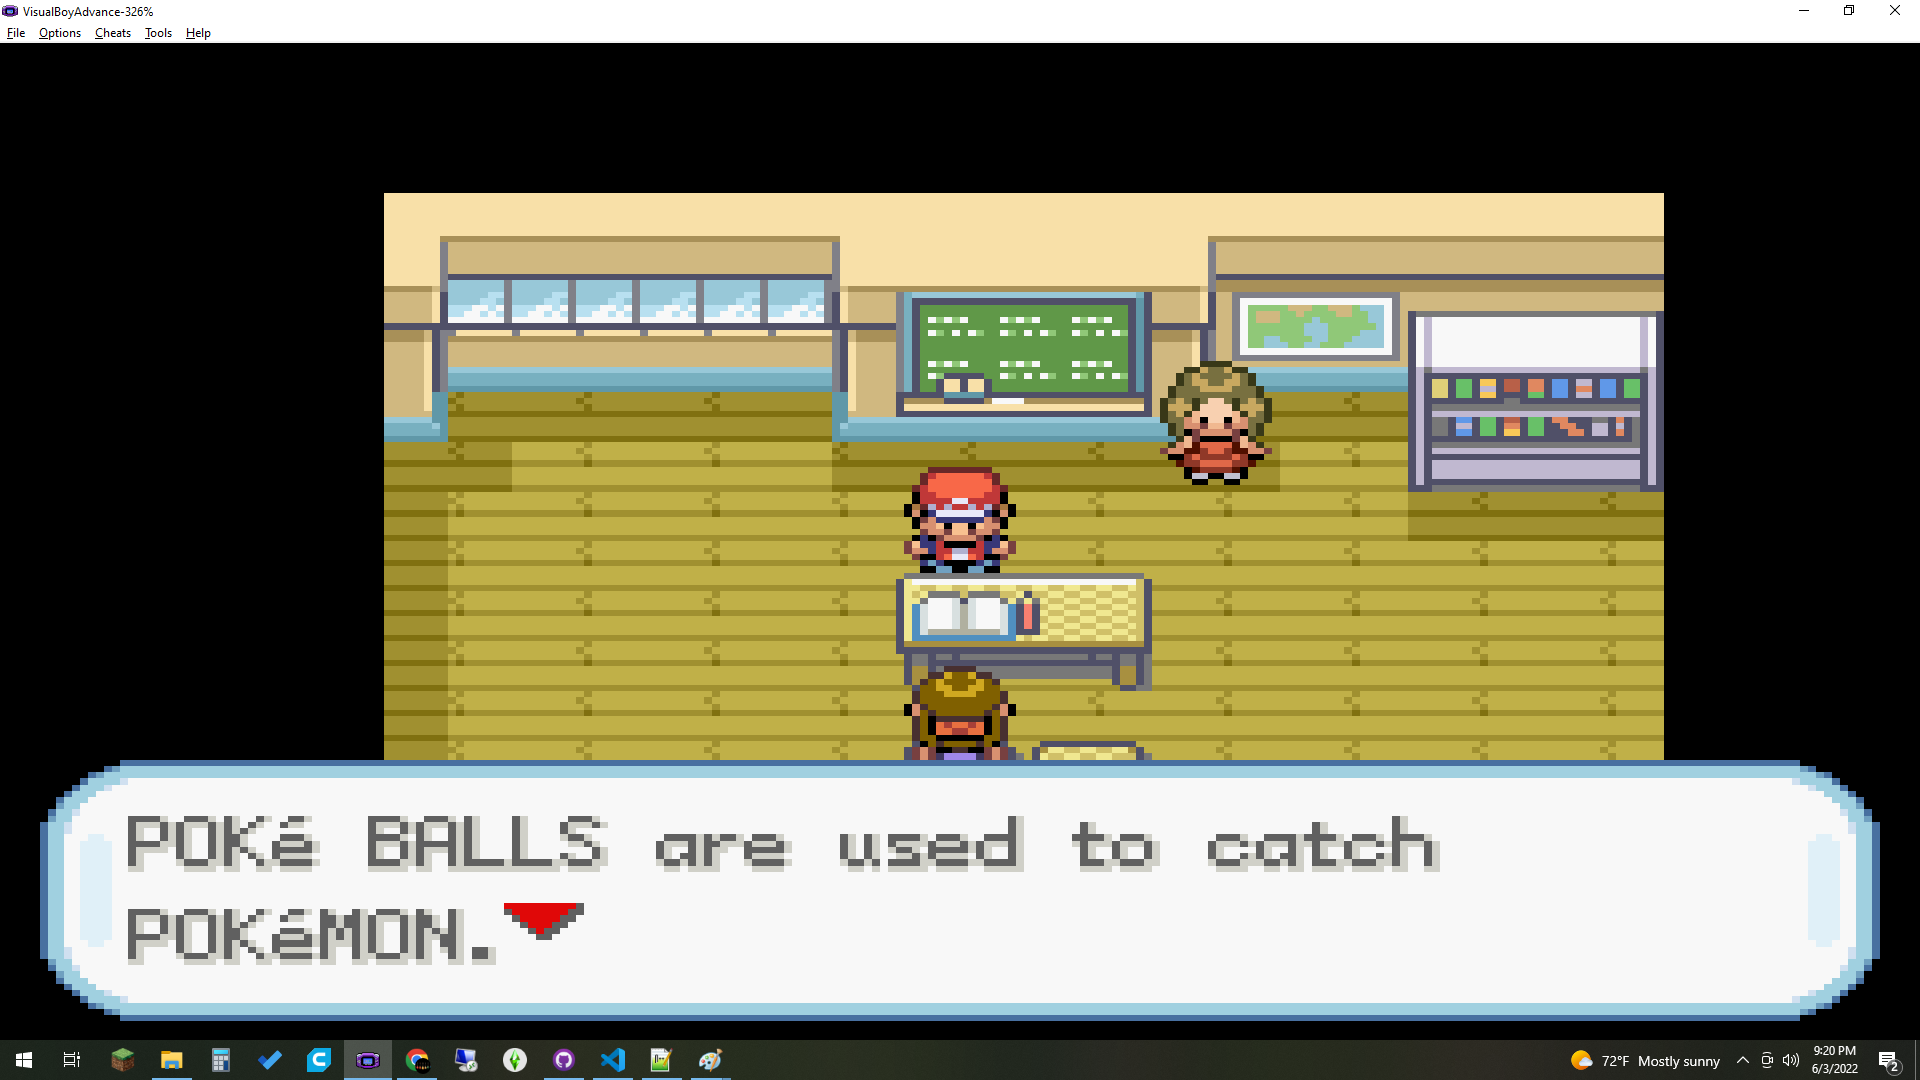 VisualBoyAdvance-326%
File Options Cheats Tools Help
POKé BALLS are used to catch
POKéMON.
72°F Mostly sunny
9:20 PM
6/3/2022
2